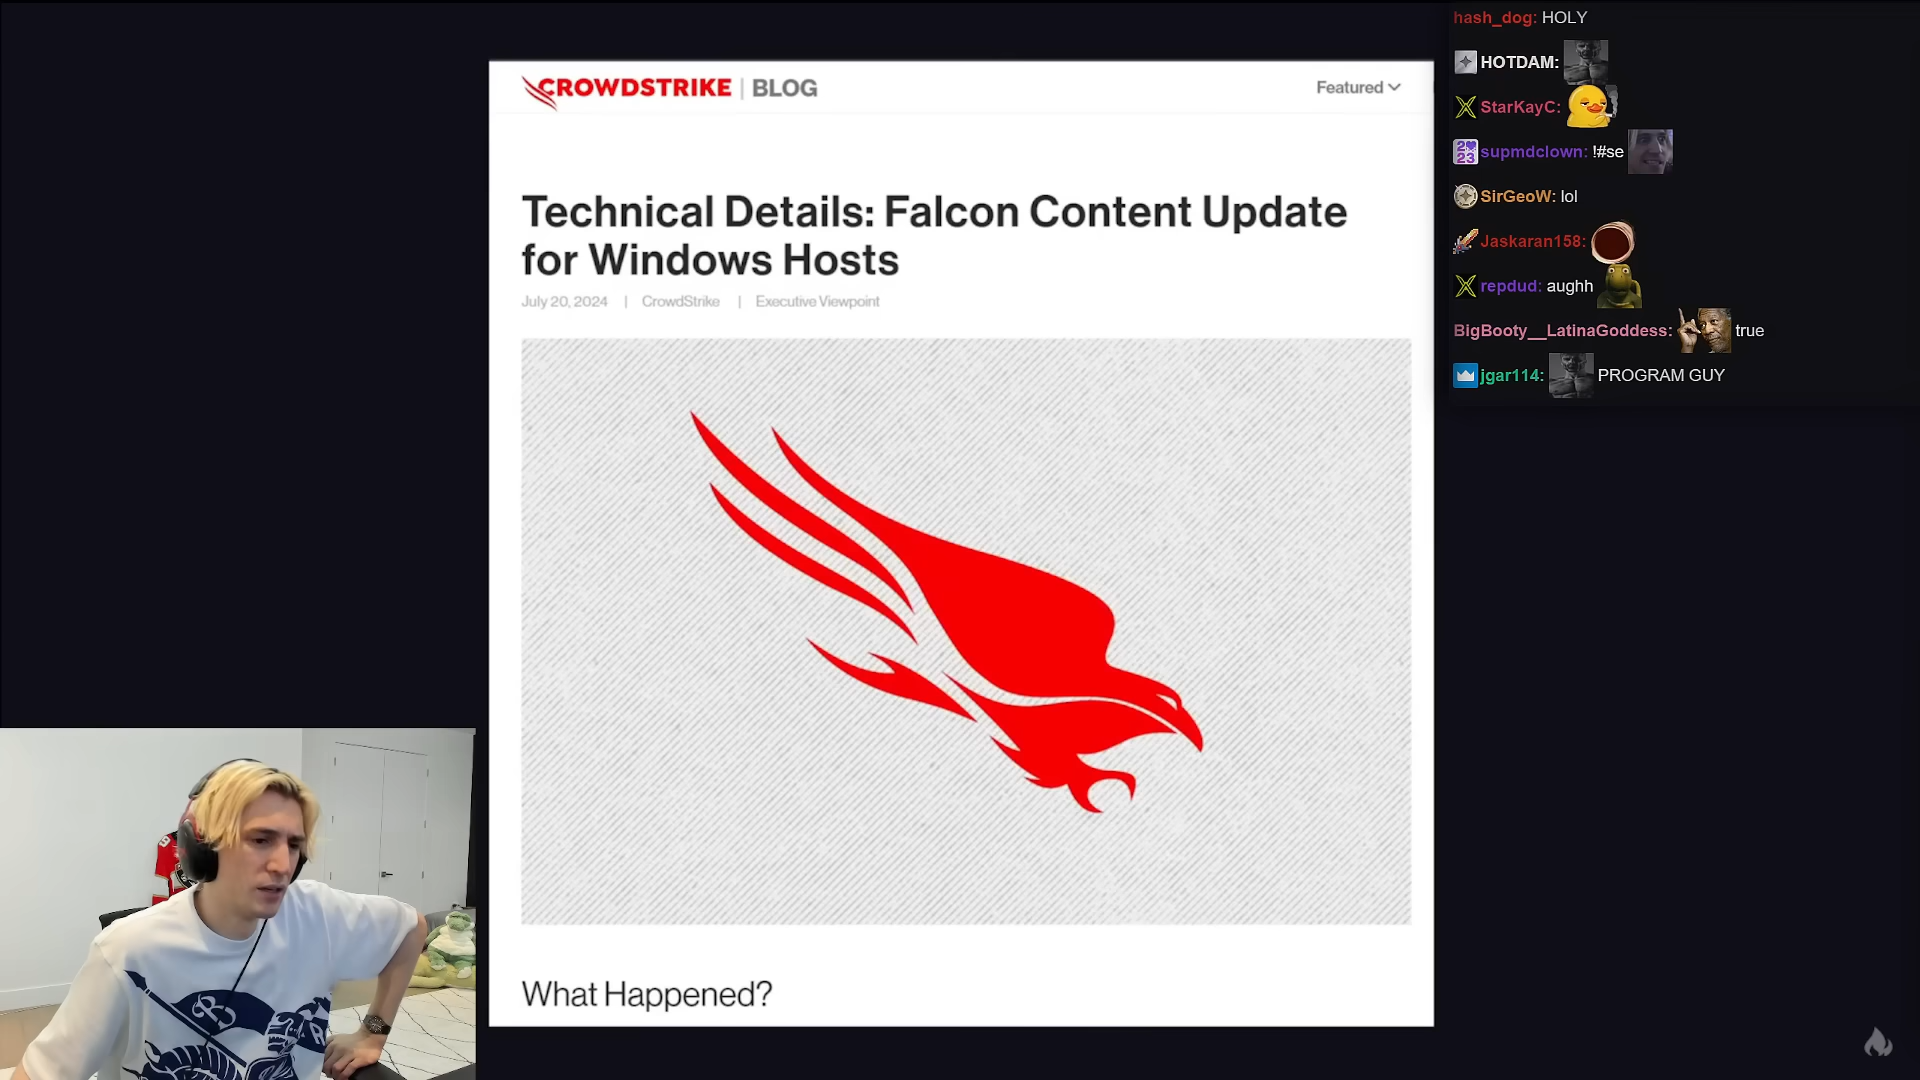 CROWDSTRIKE | BLOG
Featured
Technical Details: Falcon Content Update
for Windows Hosts
July 20, 2024 | CrowdStrike | Executive Viewpoint
What Happened?
hash_dog: HOLY
HOTDAM:
StarKayC:
supmdclown: !#se
SirGeoW: lol
Jaskaran158:
repdud: aughh
BigBooty__LatinaGoddess: true
jgar114: PROGRAM GUY